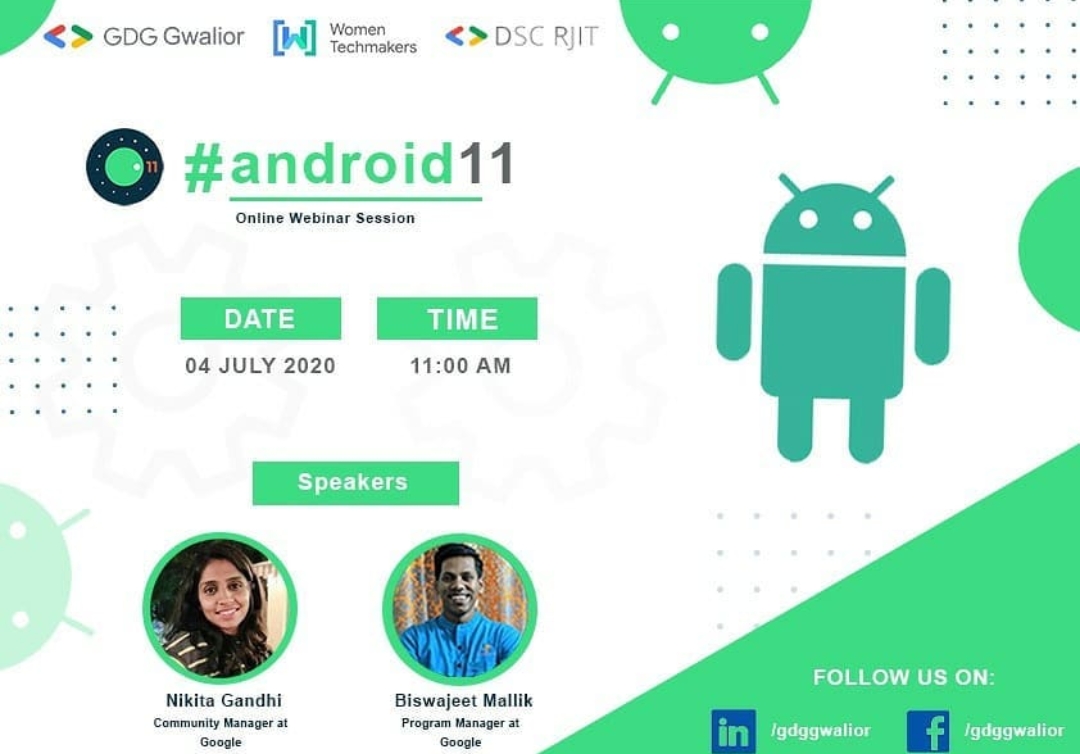 GDG Gwalior
Women
Techmakers
DSC RJIT
11
#android11
Online Webinar Session
DATE
TIME
04 JULY 2020
11:00 AM
Speakers
Nikita Gandhi
Community Manager at
Google
Biswajeet Mallik
Program Manager at
Google
FOLLOW US ON:
in /gdggwalior
f /gdggwalior